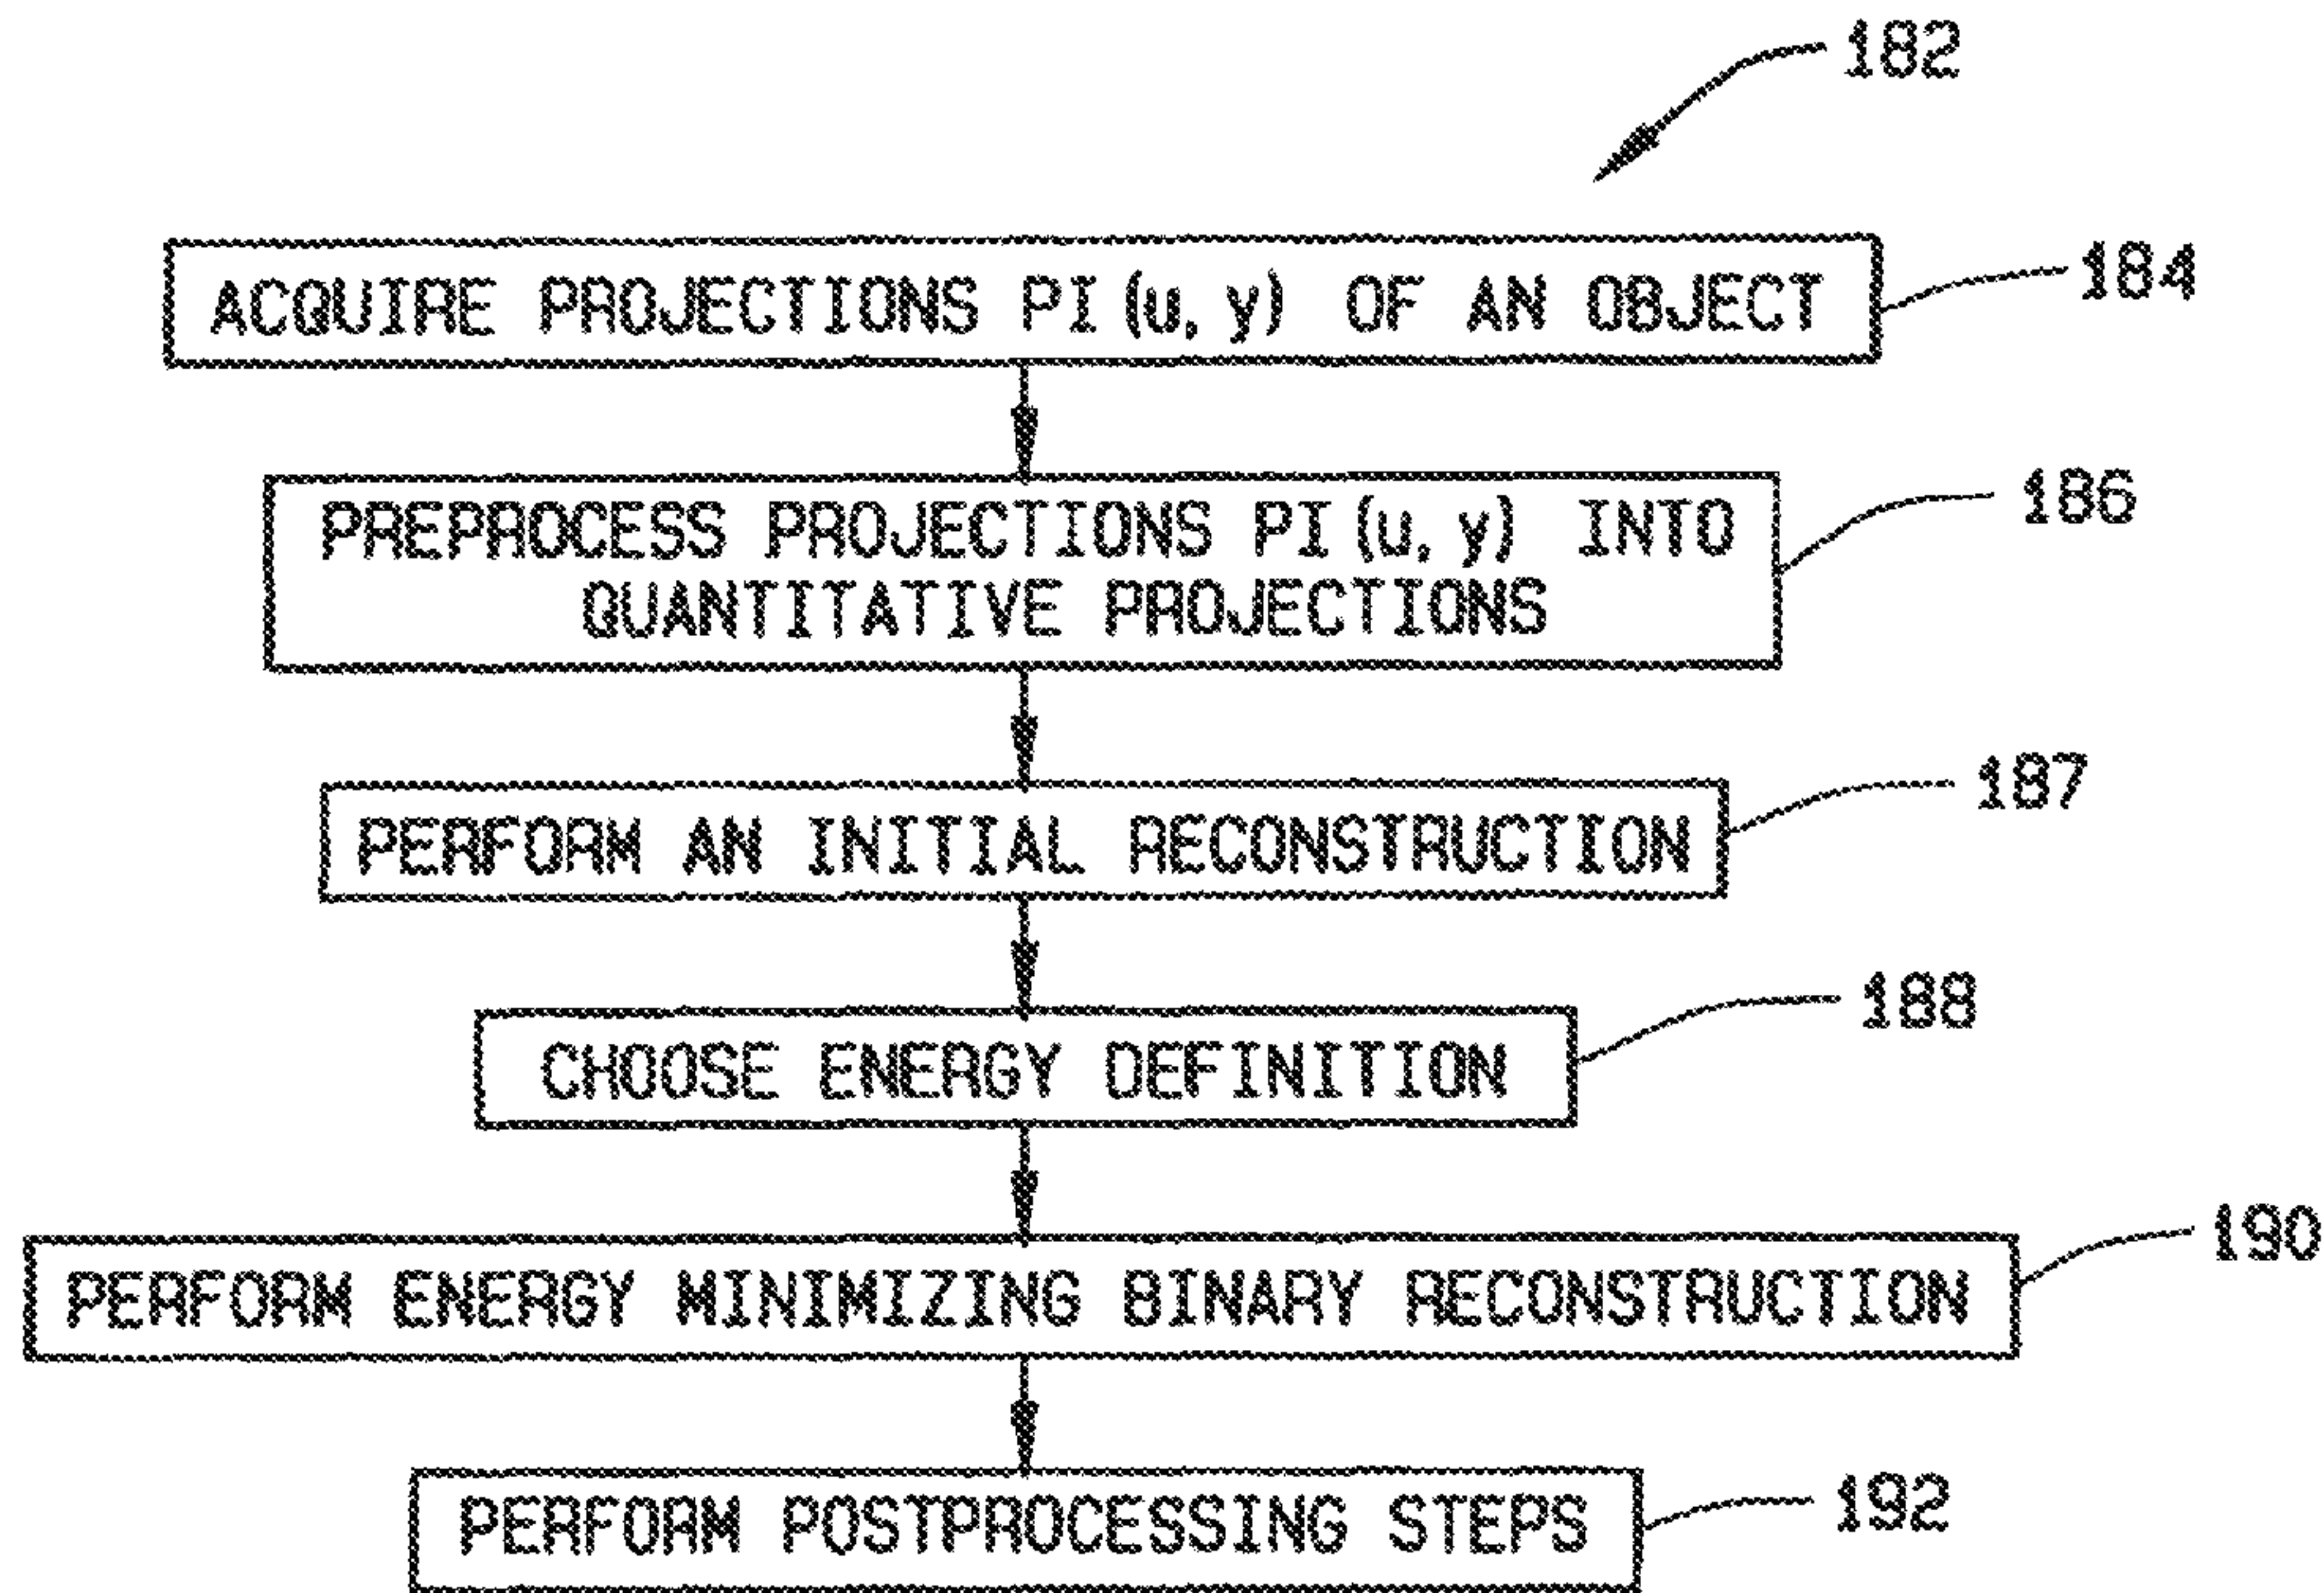 182
ACQUIRE PROJECTIONS PI (u, y) OF AN OBJECT
184
PREPROCESS PROJECTIONS PI (u, y) INTO
QUANTITATIVE PROJECTIONS
186
PERFORM AN INITIAL RECONSTRUCTION
187
CHOOSE ENERGY DEFINITION
188
PERFORM ENERGY MINIMIZING BINARY RECONSTRUCTION
190
PERFORM POSTPROCESSING STEPS
192